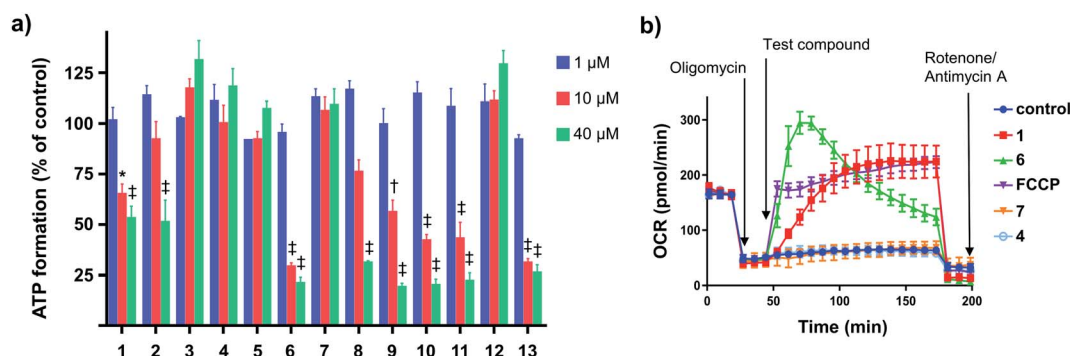 a)
ATP formation (% of control)
125
100
75
50
25
*
‡
‡
‡
‡
‡
†
‡
‡
‡
‡
‡
‡
‡
1 2 3 4 5 6 7 8 9 10 11 12 13
1 µM
10 µM
40 µM
b)
Test compound
Oligomycin
Rotenone/
Antimycin A
OCR (pmol/min)
300
200
100
0
0 50 100 150 200
Time (min)
control
1
6
FCCP
7
4